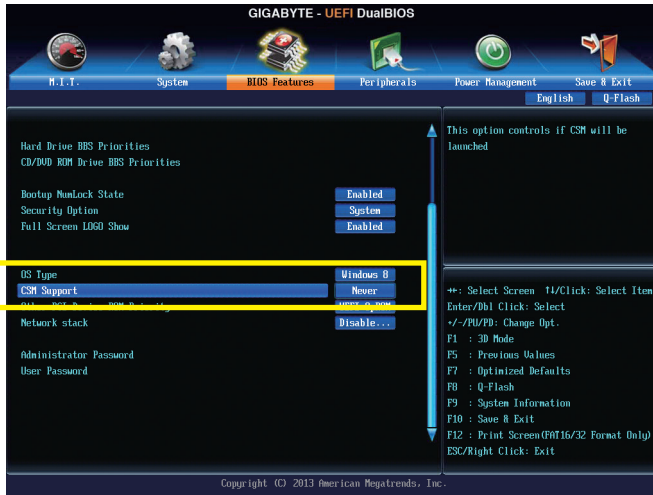 GIGABYTE - UEFI DualBIOS
M.I.T. System BIOS Features Peripherals Power Management Save & Exit
English Q-Flash
This option controls if CSM will be
launched
Hard Drive BBS Priorities
CD/DVD ROM Drive BBS Priorities
Bootup NumLock State Enabled
Security Option System
Full Screen LOGO Show Enabled
OS Type Windows 8
CSM Support Never
Network stack Disable...
Administrator Password
User Password
↔: Select Screen ↑↓/Click: Select Item
Enter/Dbl Click: Select
+/-/PU/PD: Change Opt.
F1 : 3D Mode
F5 : Previous Values
F7 : Optimized Defaults
F8 : Q-Flash
F9 : System Information
F10 : Save & Exit
F12 : Print Screen(FAT16/32 Format Only)
ESC/Right Click: Exit
Copyright (C) 2013 American Megatrends, Inc.